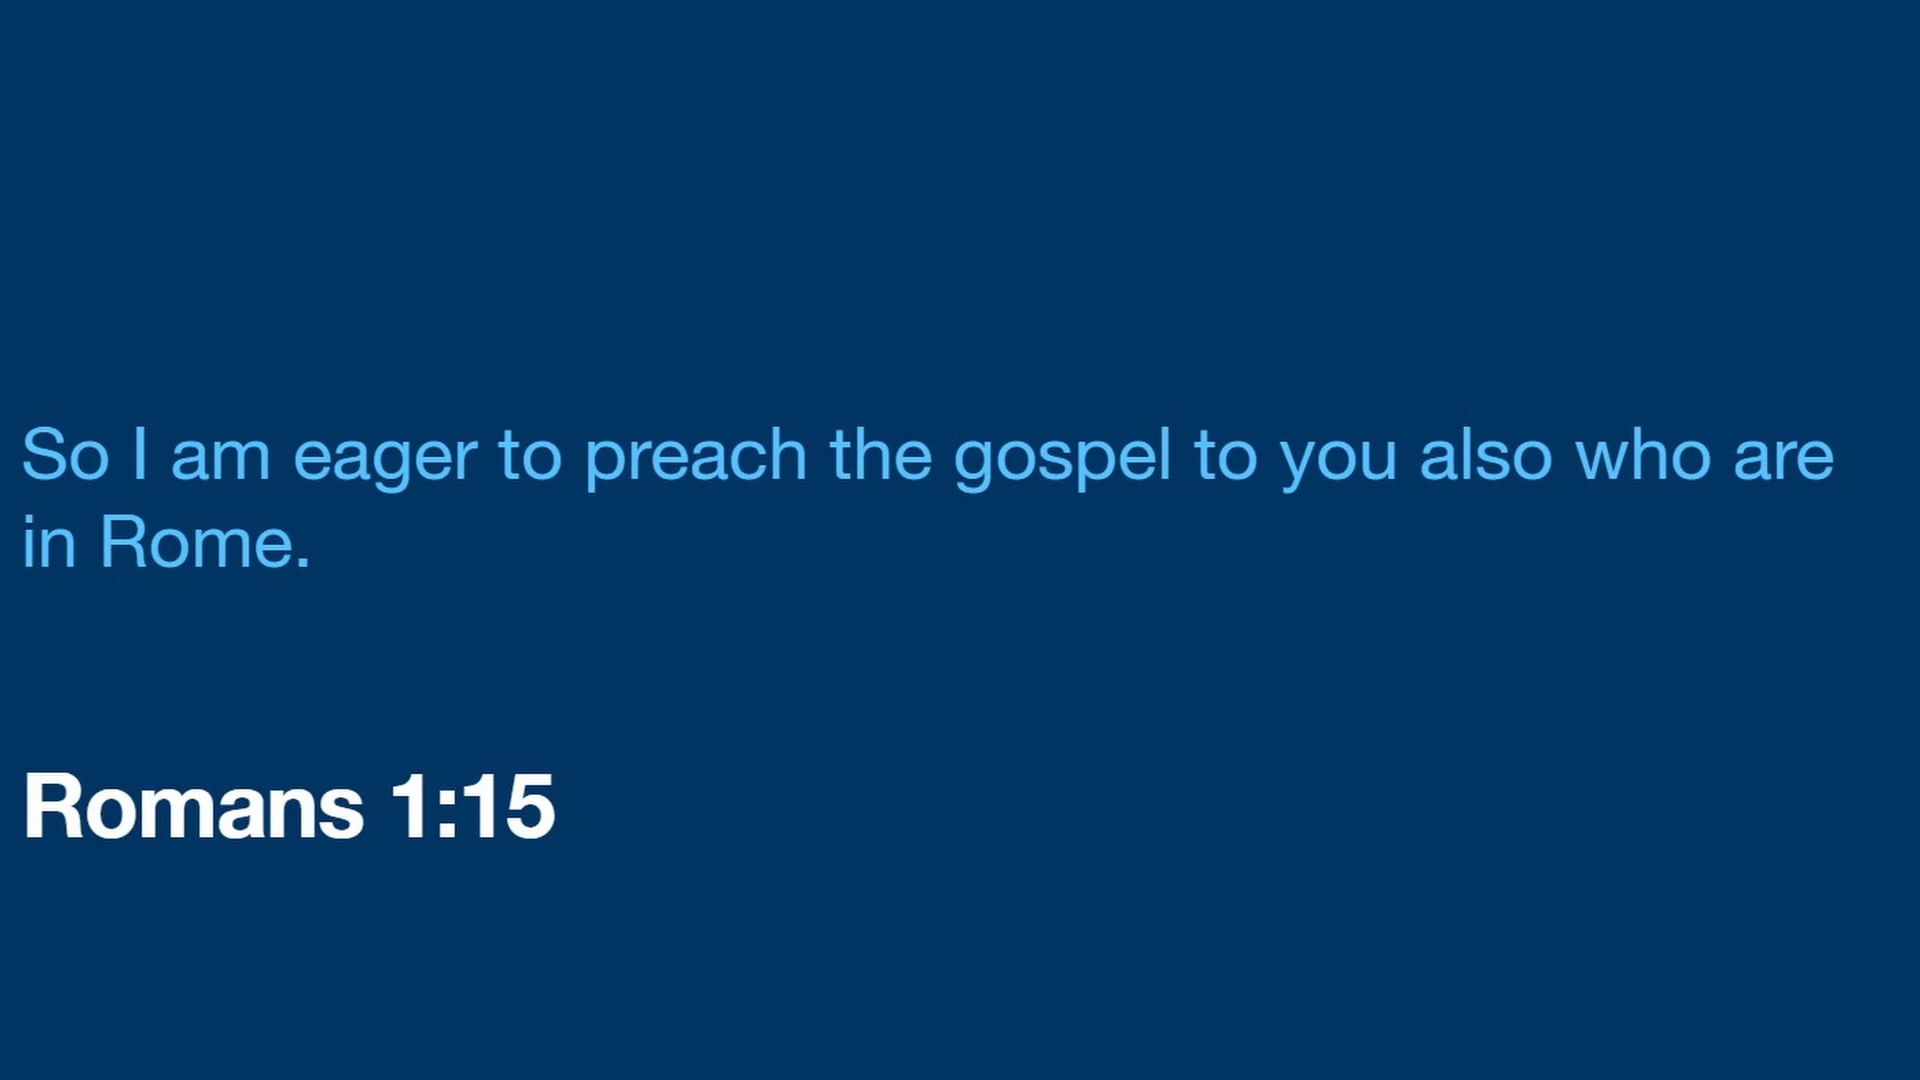 So I am eager to preach the gospel to you also who are
in Rome.
Romans 1:15